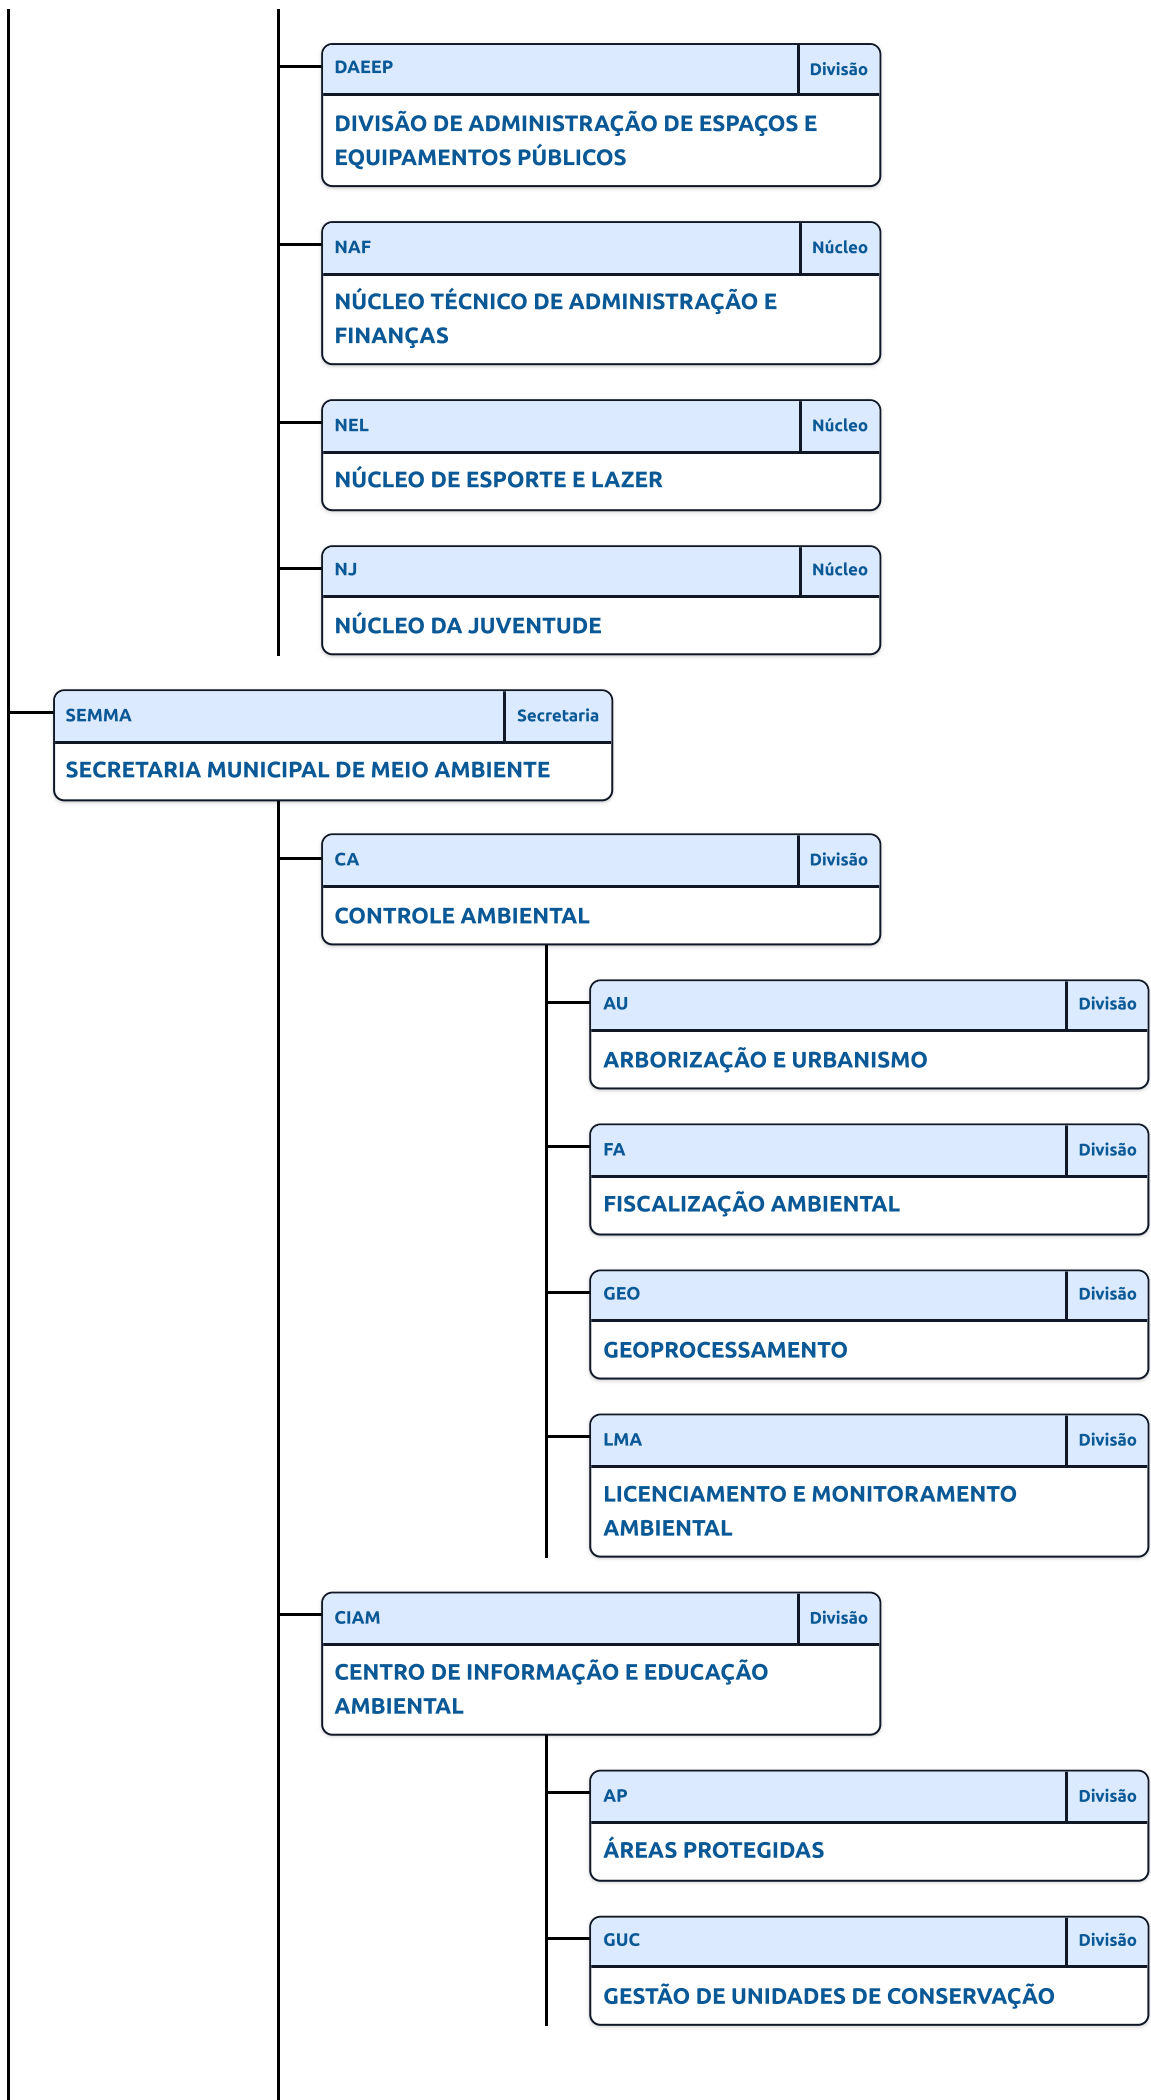 DAEEP
Divisão
DIVISÃO DE ADMINISTRAÇÃO DE ESPAÇOS E
EQUIPAMENTOS PÚBLICOS
NAF
Núcleo
NÚCLEO TÉCNICO DE ADMINISTRAÇÃO E
FINANÇAS
NEL
Núcleo
NÚCLEO DE ESPORTE E LAZER
NJ
Núcleo
NÚCLEO DA JUVENTUDE
SEMMA
Secretaria
SECRETARIA MUNICIPAL DE MEIO AMBIENTE
CA
Divisão
CONTROLE AMBIENTAL
AU
Divisão
ARBORIZAÇÃO E URBANISMO
FA
Divisão
FISCALIZAÇÃO AMBIENTAL
GEO
Divisão
GEOPROCESSAMENTO
LMA
Divisão
LICENCIAMENTO E MONITORAMENTO
AMBIENTAL
CIAM
Divisão
CENTRO DE INFORMAÇÃO E EDUCAÇÃO
AMBIENTAL
AP
Divisão
ÁREAS PROTEGIDAS
GUC
Divisão
GESTÃO DE UNIDADES DE CONSERVAÇÃO